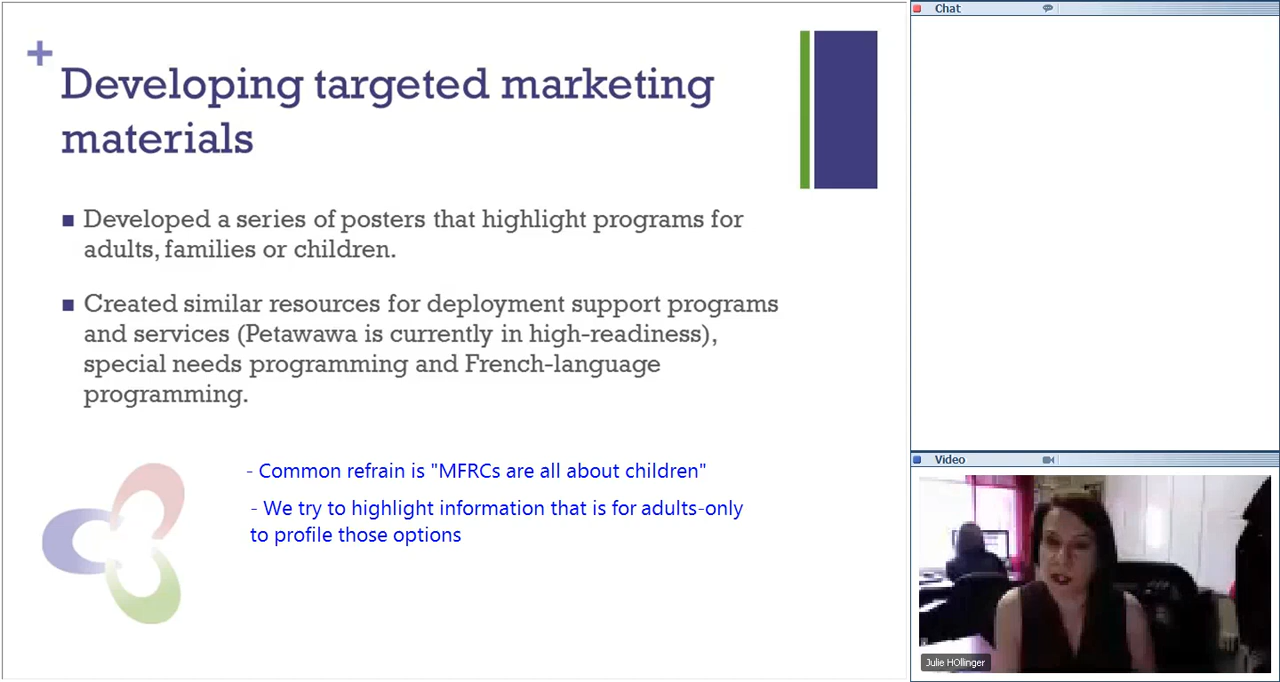 Chat
+
Developing targeted marketing
materials
■ Developed a series of posters that highlight programs for
adults, families or children.
■ Created similar resources for deployment support programs
and services (Petawawa is currently in high-readiness),
special needs programming and French-language
programming.
- Common refrain is "MFRCs are all about children"
- We try to highlight information that is for adults-only
to profile those options
Video
Julie HOllinger